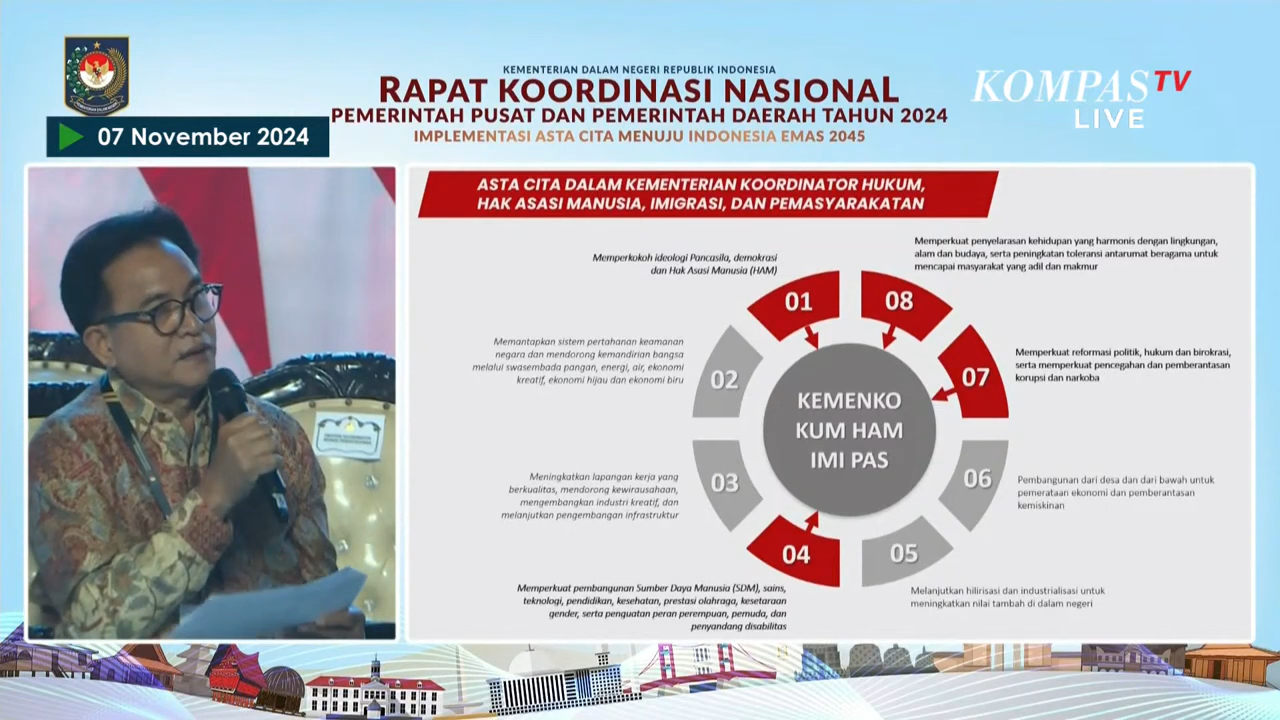 KEMENTERIAN DALAM NEGERI REPUBLIK INDONESIA
RAPAT KOORDINASI NASIONAL
PEMERINTAH PUSAT DAN PEMERINTAH DAERAH TAHUN 2024
IMPLEMENTASI ASTA CITA MENUJU INDONESIA EMAS 2045
KOMPAS TV
LIVE
07 November 2024
ASTA CITA DALAM KEMENTERIAN KOORDINATOR HUKUM,
HAK ASASI MANUSIA, IMIGRASI, DAN PEMASYARAKATAN
Memperkokoh ideologi Pancasila, demokrasi
dan Hak Asasi Manusia (HAM)
01
Memperkuat penyelarasan kehidupan yang harmonis dengan lingkungan,
alam dan budaya, serta peningkatan toleransi antarumat beragama untuk
mencapai masyarakat yang adil dan makmur
08
Memantapkan sistem pertahanan keamanan
negara dan mendorong kemandirian bangsa
melalui swasembada pangan, energi, air, ekonomi
kreatif, ekonomi hijau dan ekonomi biru
02
Memperkuat reformasi politik, hukum dan birokrasi,
serta memperkuat pencegahan dan pemberantasan
korupsi dan narkoba
07
KEMENKO
KUM HAM
IMI PAS
Meningkatkan lapangan kerja yang
berkualitas, mendorong kewirausahaan,
mengembangkan industri kreatif, dan
melanjutkan pengembangan infrastruktur
03
Pembangunan dari desa dan dari bawah untuk
pemerataan ekonomi dan pemberantasan
kemiskinan
06
Memperkuat pembangunan Sumber Daya Manusia (SDM), sains,
teknologi, pendidikan, kesehatan, prestasi olahraga, kesetaraan
gender, serta penguatan peran perempuan, pemuda, dan
penyandang disabilitas
04
Melanjutkan hilirisasi dan industrialisasi untuk
meningkatkan nilai tambah di dalam negeri
05